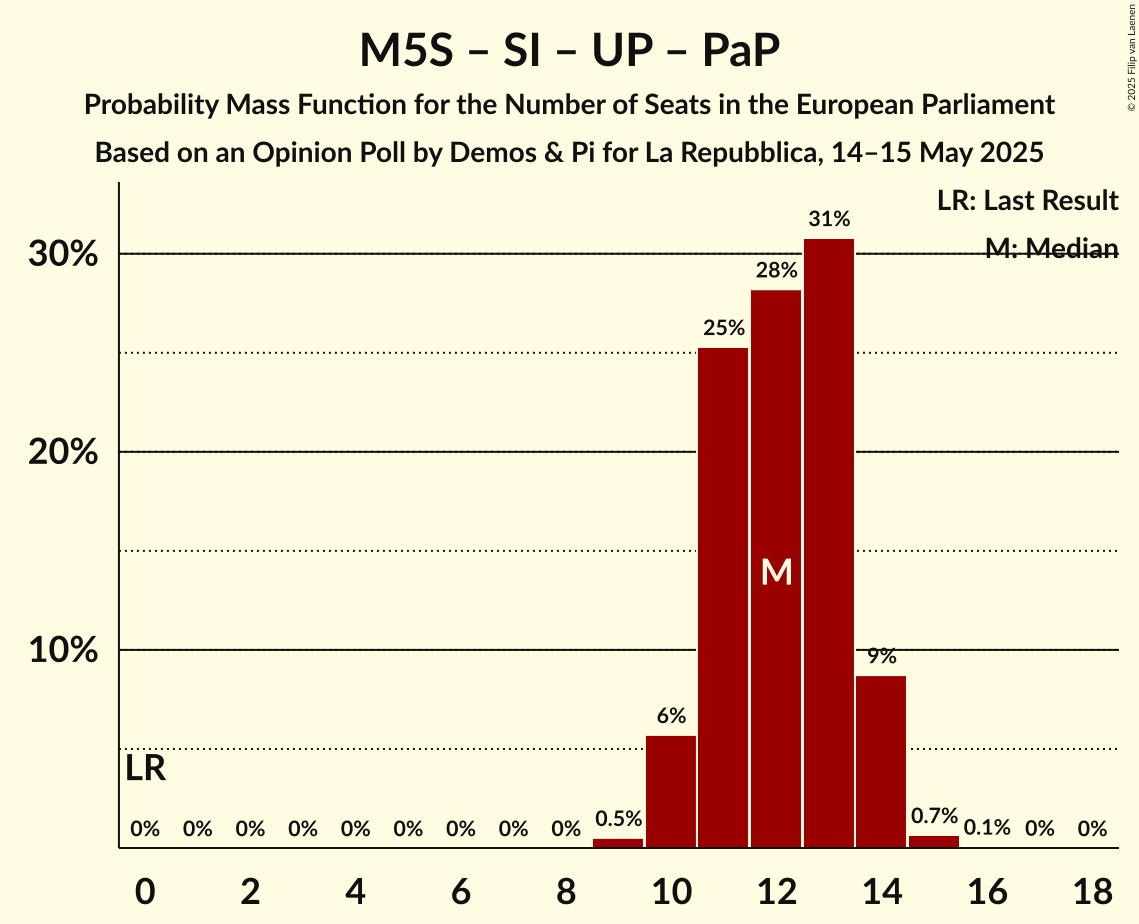 M5S – SI – UP – PaP
Probability Mass Function for the Number of Seats in the European Parliament
Based on an Opinion Poll by Demos & Pi for La Repubblica, 14–15 May 2025
© 2025 Filip van Laenen
LR: Last Result
M: Median
30%
20%
10%
31%
28%
25%
M
9%
6%
LR
0% 0% 0% 0% 0% 0% 0% 0% 0% 0.5% 0.7% 0.1% 0% 0%
0 2 4 6 8 10 12 14 16 18